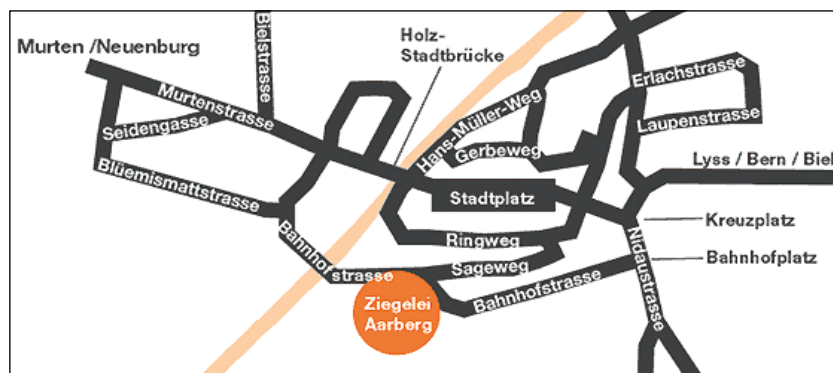 Murten /Neuenburg
Bielstrasse
Holz-
Stadtbrücke
Murtenstrasse
Seidengasse
Blüemismattstrasse
Hans-Müller-Weg
Gerbeweg
Erlachstrasse
Laupenstrasse
Lyss / Bern / Biel
Stadtplatz
Kreuzplatz
Ringweg
Nidaustrasse
Bahnhofplatz
Bahnhofstrasse
Sageweg
Bahnhofstrasse
Ziegelei
Aarberg